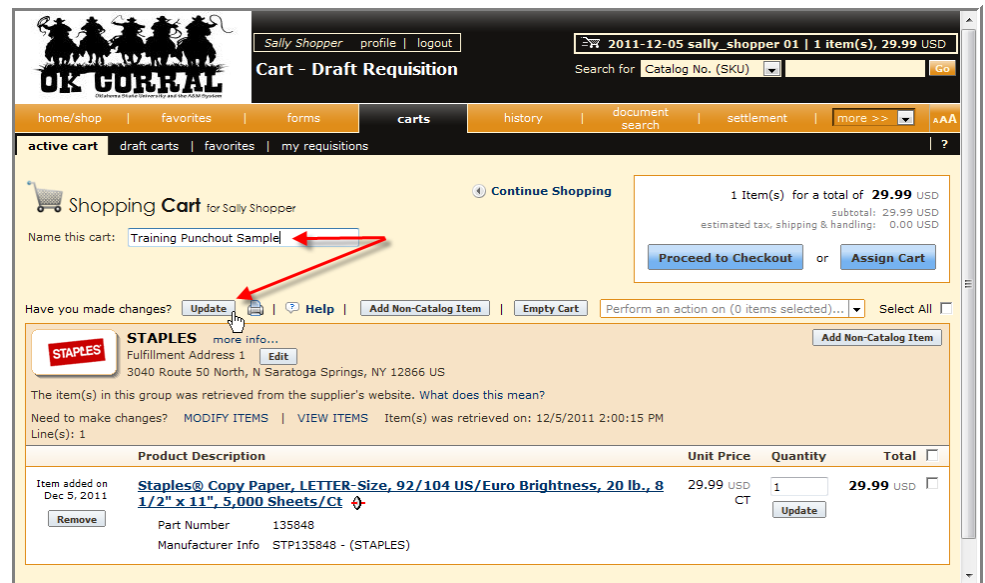 OK CORRAL
Oklahoma State University and the A&M System
Sally Shopper profile | logout
2011-12-05 sally_shopper 01 | 1 item(s), 29.99 USD
Cart - Draft Requisition
Search for Catalog No. (SKU) Go
home/shop | favorites | forms carts history | document search | settlement | more >> AAA
active cart draft carts | favorites | my requisitions | ?
Shopping Cart for Sally Shopper
Continue Shopping
1 Item(s) for a total of 29.99 USD
subtotal: 29.99 USD
estimated tax, shipping & handling: 0.00 USD
Name this cart: Training Punchout Sample
Proceed to Checkout or Assign Cart
Have you made changes? Update | ? Help | Add Non-Catalog Item | Empty Cart Perform an action on (0 items selected)... Select All
STAPLES
STAPLES more info...
Add Non-Catalog Item
Fulfillment Address 1 Edit
3040 Route 50 North, N Saratoga Springs, NY 12866 US
The item(s) in this group was retrieved from the supplier's website. What does this mean?
Need to make changes? MODIFY ITEMS | VIEW ITEMS Item(s) was retrieved on: 12/5/2011 2:00:15 PM
Line(s): 1
Product Description Unit Price Quantity Total
Item added on
Dec 5, 2011
Remove
Staples® Copy Paper, LETTER-Size, 92/104 US/Euro Brightness, 20 lb., 8
1/2" x 11", 5,000 Sheets/Ct
29.99 USD
CT
1
Update
29.99 USD
Part Number 135848
Manufacturer Info STP135848 - (STAPLES)